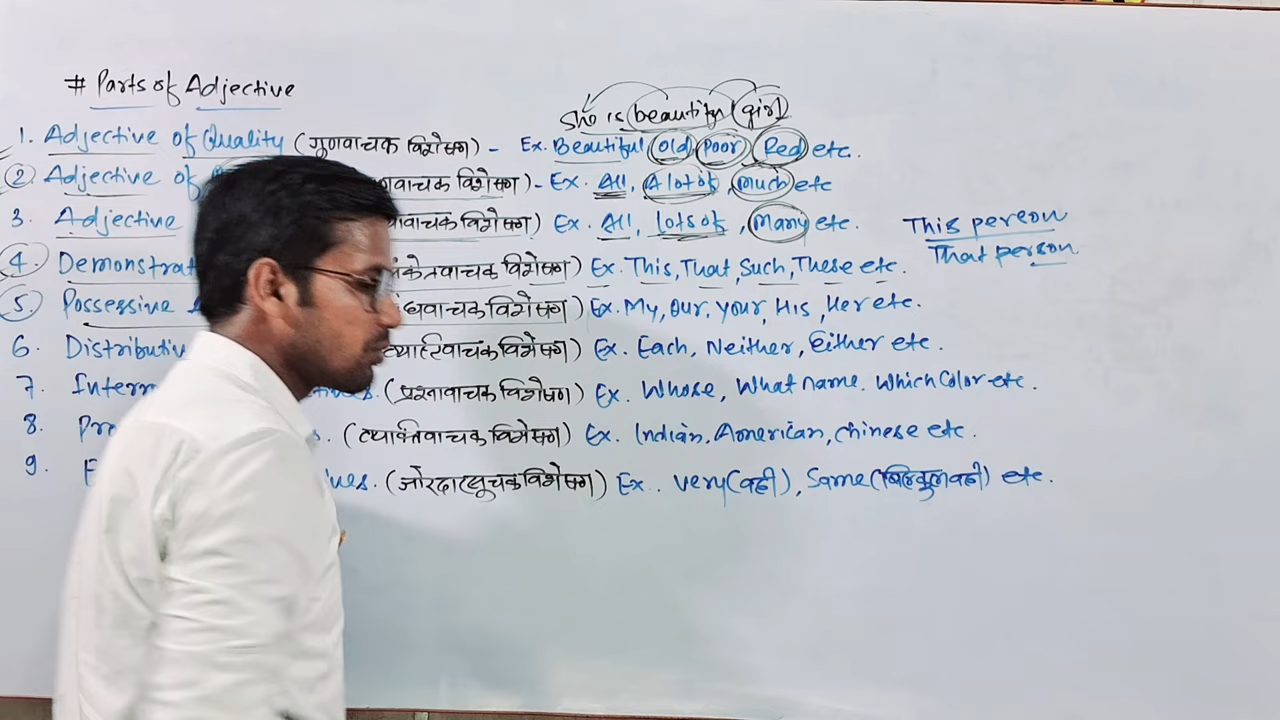 # Parts of Adjective
She is beautiful girl
1. Adjective of Quality (गुणवाचक विशेषण) - Ex. Beautiful Old Poor Red etc.
2. Adjective of वाचक विशेषण) - Ex. All, A lot of, Much etc
3. Adjective वाचक विशेषण) Ex. All, lots of, Many etc.
This person
That person
4. Demonstrat संकेतवाचक विशेषण) Ex. This, That, Such, These etc.
5. Possessive धवाचक विशेषण) Ex. My, Our, Your, His, Her etc.
6. Distributiv विशेषण) Ex. Each, Neither, Either etc.
7. Interr tives. (प्रश्नवाचक विशेषण) Ex. Whose, What name. Which Color etc.
8. Pr s. (व्यक्तिवाचक विशेषण) Ex. Indian, American, Chinese etc.
9. E ives. (जोरदारसूचक विशेषण) Ex. very(वही), Same(बिलकुल वही) etc.